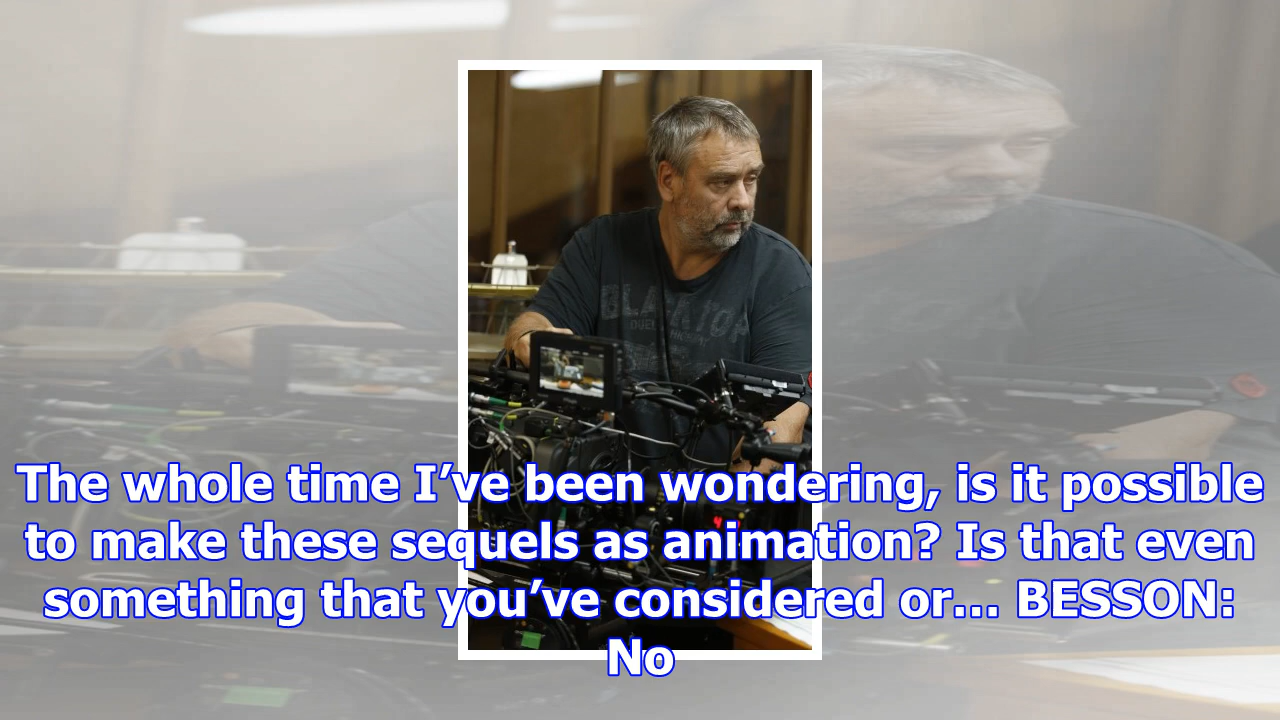 BLACKTOP
The whole time I’ve been wondering, is it possible
to make these sequels as animation? Is that even
something that you’ve considered or... BESSON:
No